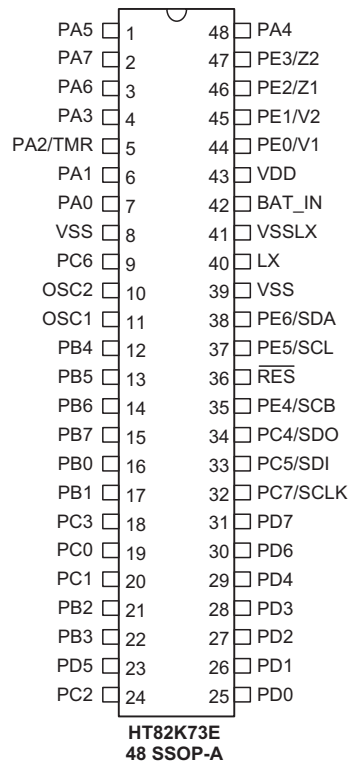 PA5 1 48 PA4
PA7 2 47 PE3/Z2
PA6 3 46 PE2/Z1
PA3 4 45 PE1/V2
PA2/TMR 5 44 PE0/V1
PA1 6 43 VDD
PA0 7 42 BAT_IN
VSS 8 41 VSSLX
PC6 9 40 LX
OSC2 10 39 VSS
OSC1 11 38 PE6/SDA
PB4 12 37 PE5/SCL
PB5 13 36 RES
PB6 14 35 PE4/SCB
PB7 15 34 PC4/SDO
PB0 16 33 PC5/SDI
PB1 17 32 PC7/SCLK
PC3 18 31 PD7
PC0 19 30 PD6
PC1 20 29 PD4
PB2 21 28 PD3
PB3 22 27 PD2
PD5 23 26 PD1
PC2 24 25 PD0
HT82K73E
48 SSOP-A